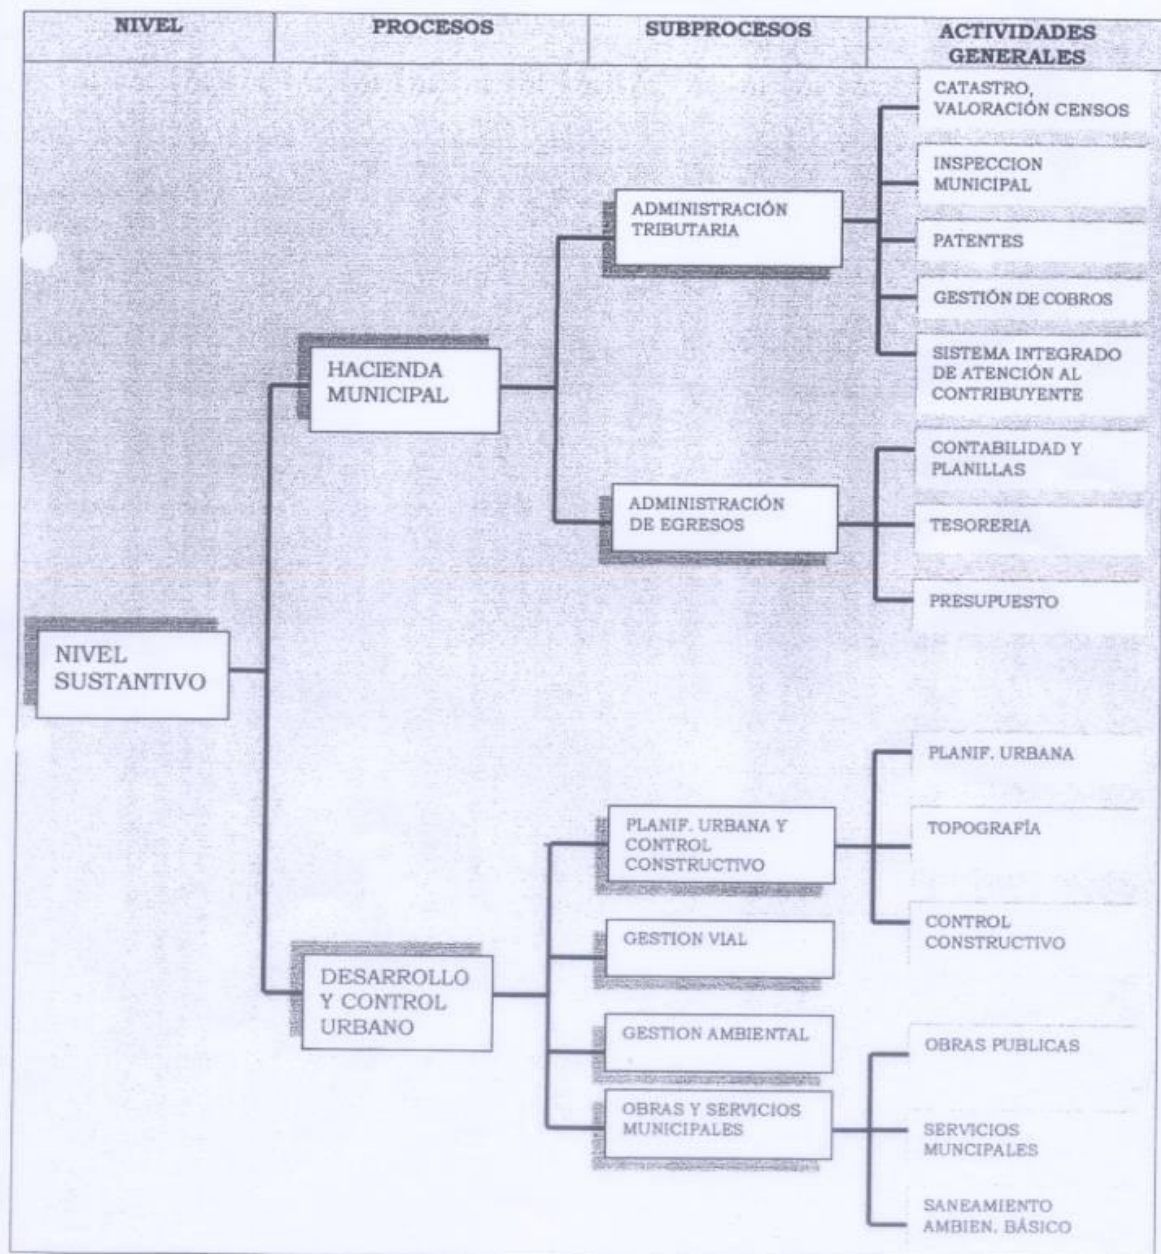 NIVEL
PROCESOS
SUBPROCESOS
ACTIVIDADES
GENERALES
NIVEL
SUSTANTIVO
HACIENDA
MUNICIPAL
ADMINISTRACIÓN
TRIBUTARIA
CATASTRO,
VALORACIÓN CENSOS
INSPECCION
MUNICIPAL
PATENTES
GESTIÓN DE COBROS
SISTEMA INTEGRADO
DE ATENCIÓN AL
CONTRIBUYENTE
ADMINISTRACIÓN
DE EGRESOS
CONTABILIDAD Y
PLANILLAS
TESORERIA
PRESUPUESTO
DESARROLLO
Y CONTROL
URBANO
PLANIF. URBANA Y
CONTROL
CONSTRUCTIVO
PLANIF. URBANA
TOPOGRAFÍA
CONTROL
CONSTRUCTIVO
GESTION VIAL
GESTION AMBIENTAL
OBRAS Y SERVICIOS
MUNICIPALES
OBRAS PUBLICAS
SERVICIOS
MUNCIPALES
SANEAMIENTO
AMBIEN. BÁSICO